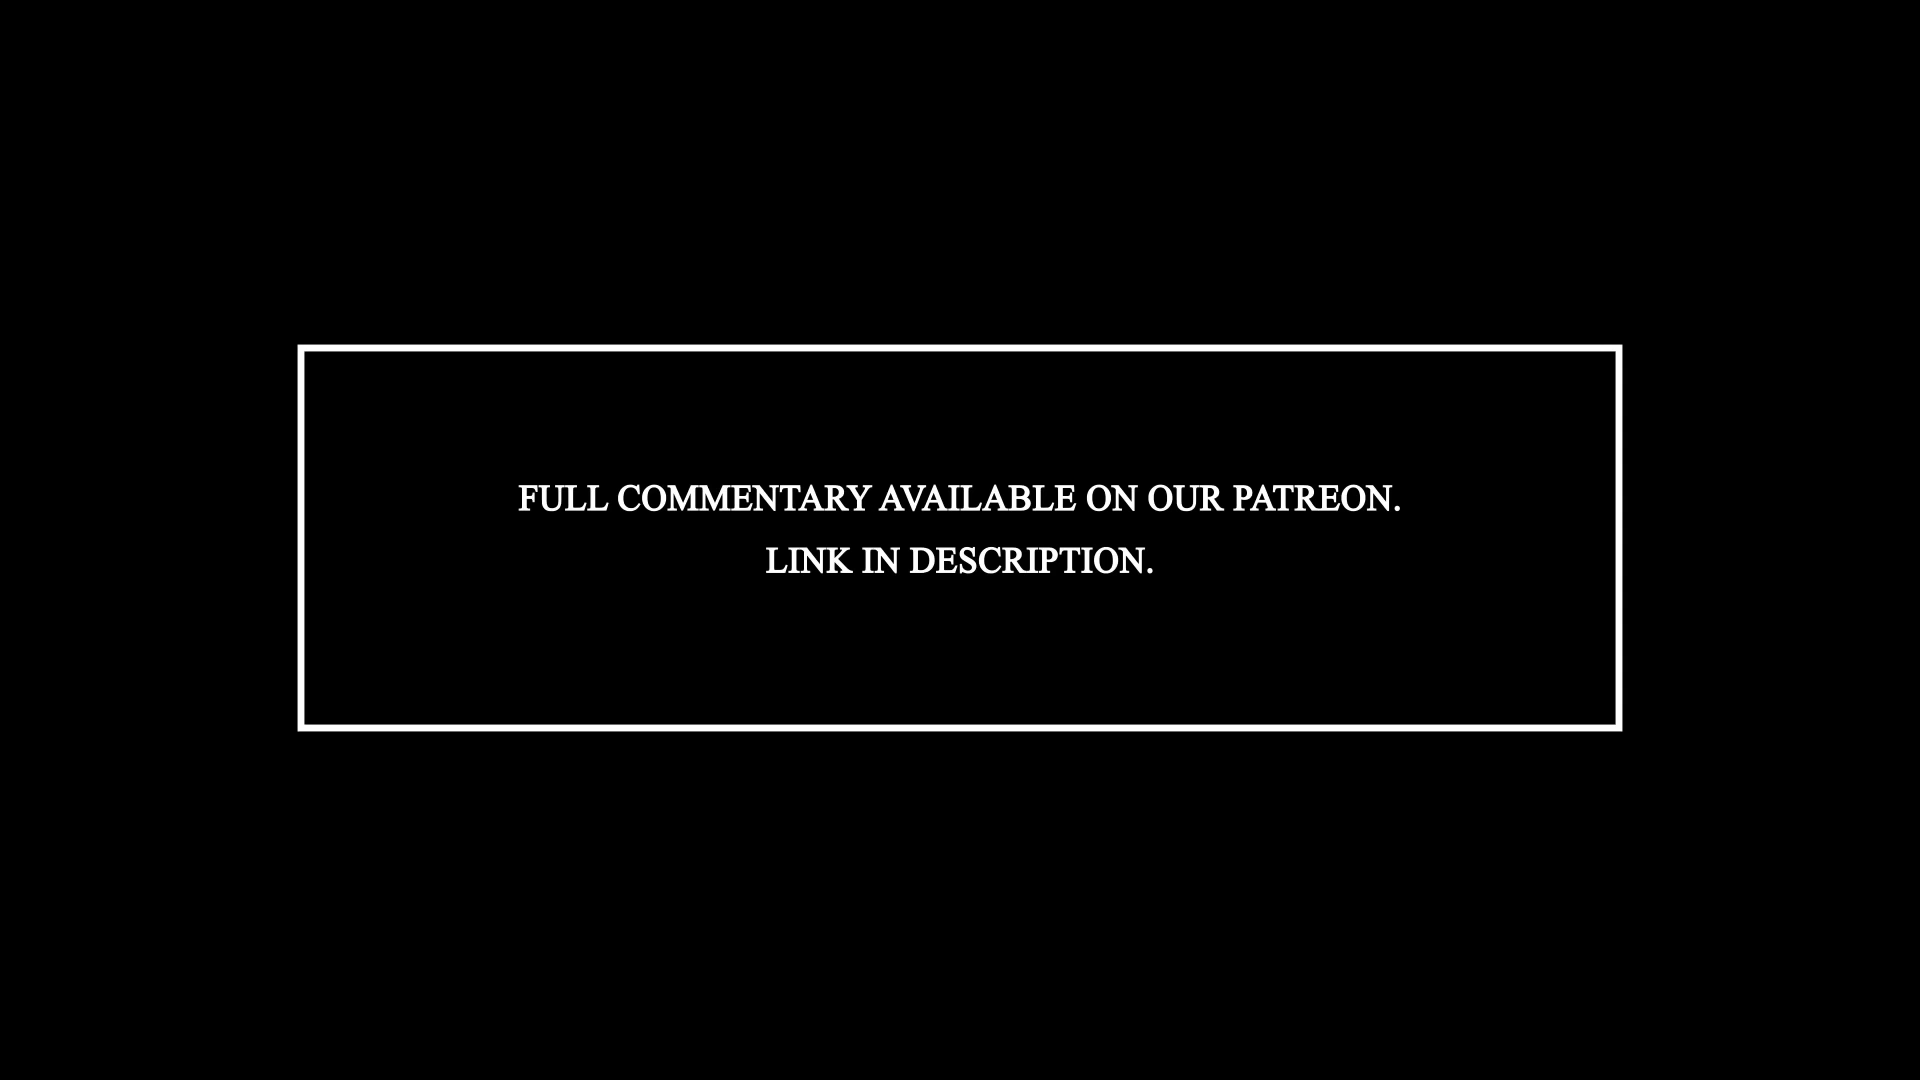 FULL COMMENTARY AVAILABLE ON OUR PATREON.
LINK IN DESCRIPTION.